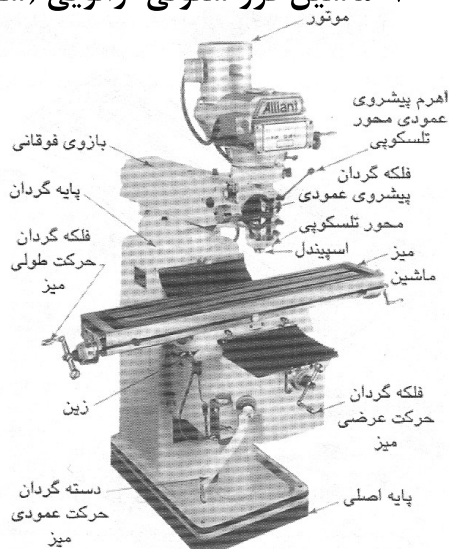 موتور
Alliant
اهرم پیشروی
عمودی محور
تلسکوپی
بازوی فوقانی
فلکه گردان
پیشروی عمودی
پایه گردان
محور تلسکوپی
اسپیندل
فلکه گردان
حرکت طولی
میز
میز
ماشین
زین
فلکه گردان
حرکت عرضی
میز
دسته گردان
حرکت عمودی
میز
پایه اصلی